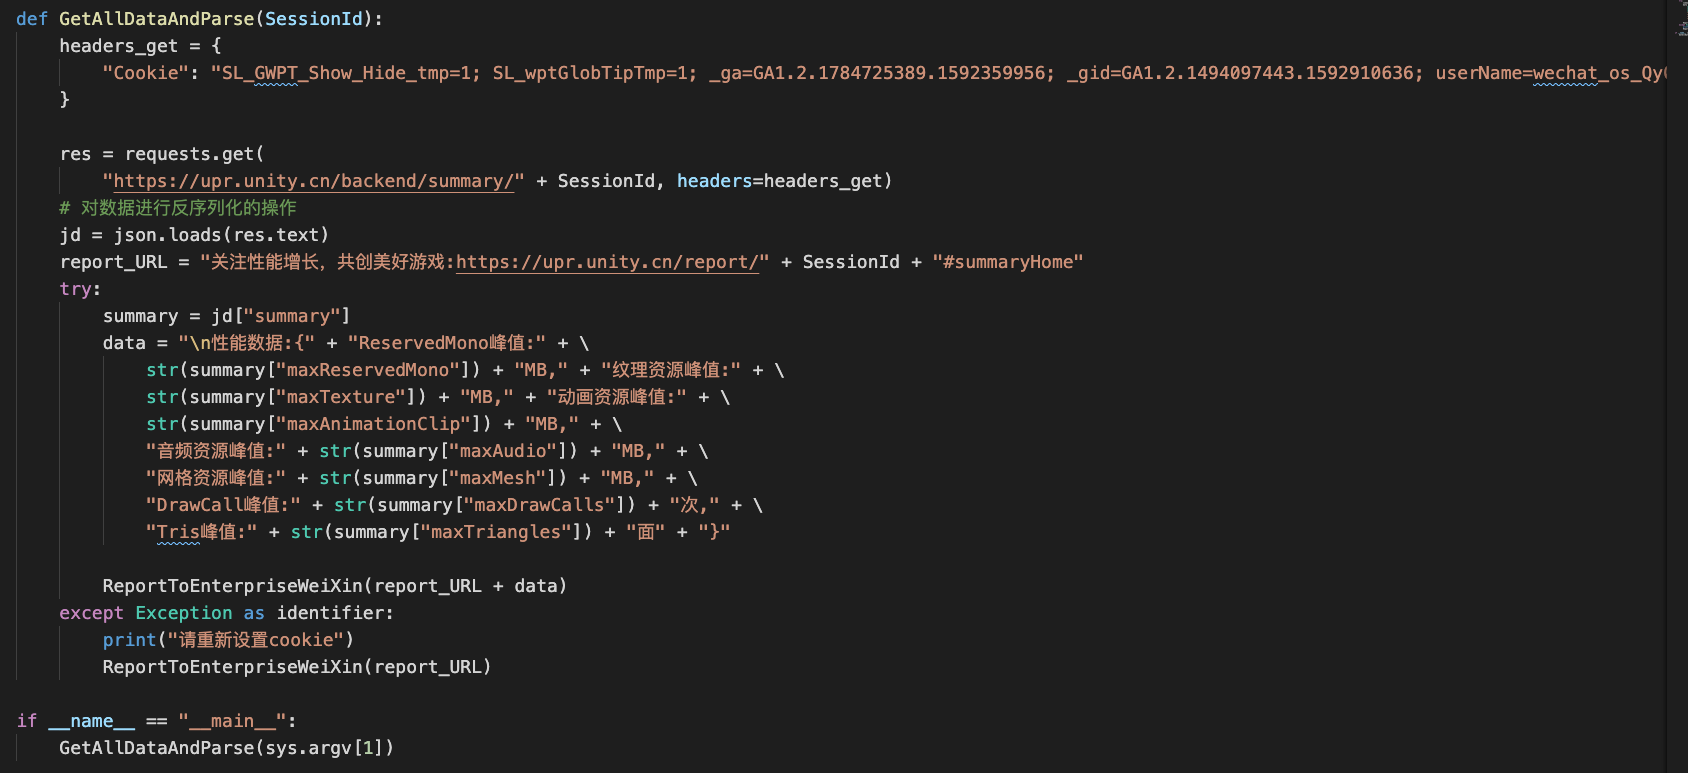 def GetAllDataAndParse(SessionId):
    headers_get = {
        "Cookie": "SL_GWPT_Show_Hide_tmp=1; SL_wptGlobTipTmp=1; _ga=GA1.2.1784725389.1592359956; _gid=GA1.2.1494097443.1592910636; userName=wechat_os_Qy
    }
    res = requests.get(
        "https://upr.unity.cn/backend/summary/" + SessionId, headers=headers_get)
    # 对数据进行反序列化的操作
    jd = json.loads(res.text)
    report_URL = "关注性能增长，共创美好游戏:https://upr.unity.cn/report/" + SessionId + "#summaryHome"
    try:
        summary = jd["summary"]
        data = "\n性能数据:{" + "ReservedMono峰值:" + \
            str(summary["maxReservedMono"]) + "MB," + "纹理资源峰值:" + \
            str(summary["maxTexture"]) + "MB," + "动画资源峰值:" + \
            str(summary["maxAnimationClip"]) + "MB," + \
            "音频资源峰值:" + str(summary["maxAudio"]) + "MB," + \
            "网格资源峰值:" + str(summary["maxMesh"]) + "MB," + \
            "DrawCall峰值:" + str(summary["maxDrawCalls"]) + "次," + \
            "Tris峰值:" + str(summary["maxTriangles"]) + "面" + "}"
        ReportToEnterpriseWeiXin(report_URL + data)
    except Exception as identifier:
        print("请重新设置cookie")
        ReportToEnterpriseWeiXin(report_URL)
if __name__ == "__main__":
    GetAllDataAndParse(sys.argv[1])